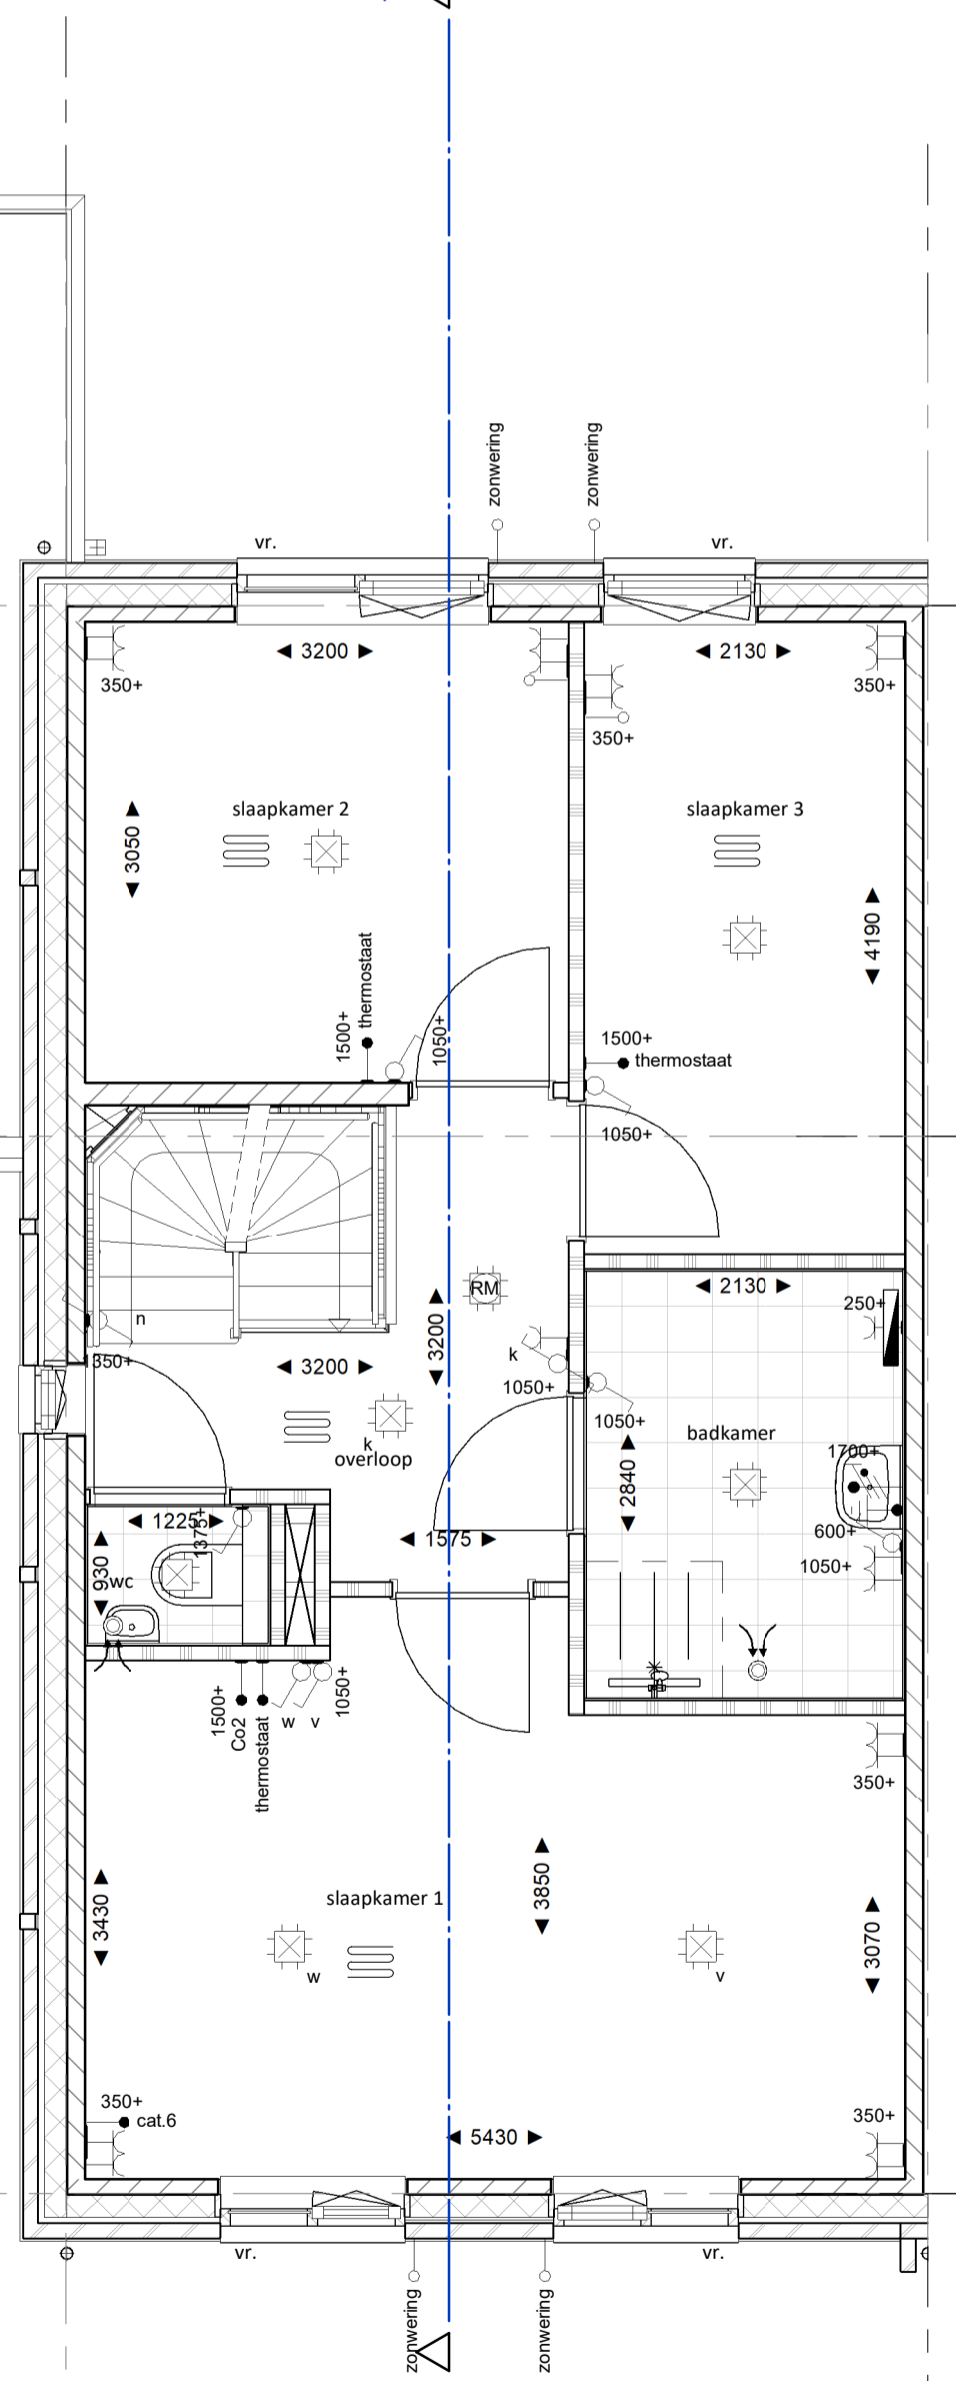 zonwering
zonwering
vr.
vr.
3200
2130
350+
350+
350+
slaapkamer 2
slaapkamer 3
3050
4190
1500+
thermostaat
1050+
1500+
thermostaat
1050+
n
350+
RM
3200
3200
2130
250+
k
1050+
1050+
badkamer
k
overloop
1700+
2840
600+
1050+
1225
1375+
1575
930
wc
1500+
Co2
thermostaat
w
v
1050+
350+
3430
slaapkamer 1
3850
3070
w
v
350+
cat.6
350+
5430
vr.
vr.
zonwering
zonwering